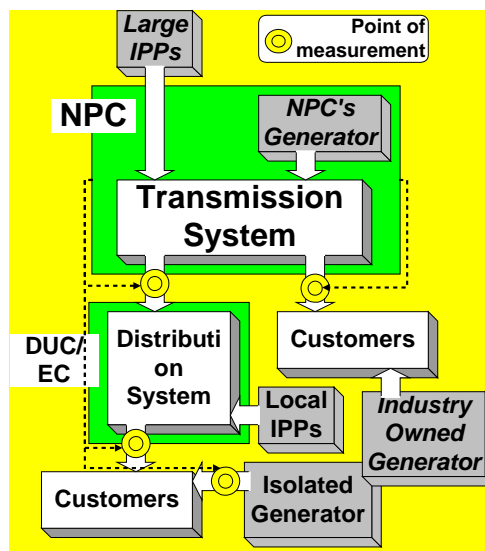 Large
IPPs
Point of
measurement
NPC
NPC's
Generator
Transmission
System
DUC/
EC
Distributi
on
System
Customers
Local
IPPs
Industry
Owned
Generator
Customers
Isolated
Generator